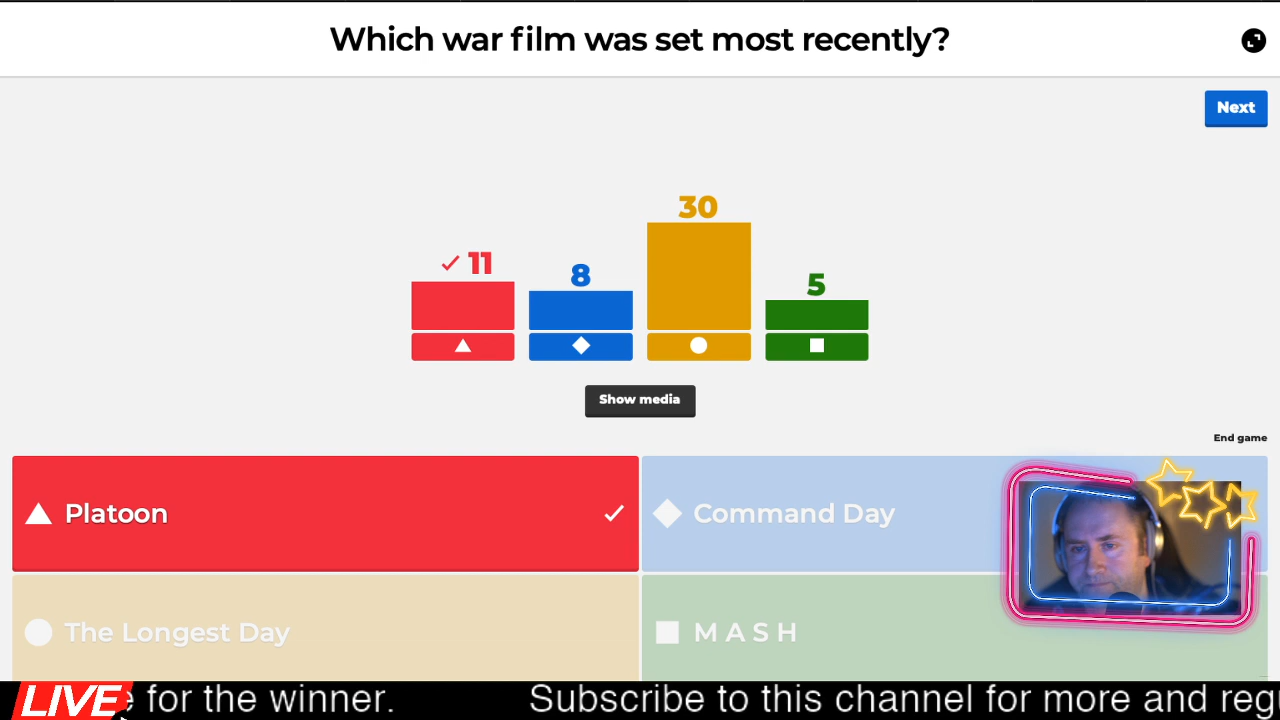 Which war film was set most recently?
Next
11
8
30
5
Show media
End game
Platoon
Command Day
The Longest Day
M A S H
LIVE
for the winner. Subscribe to this channel for more and